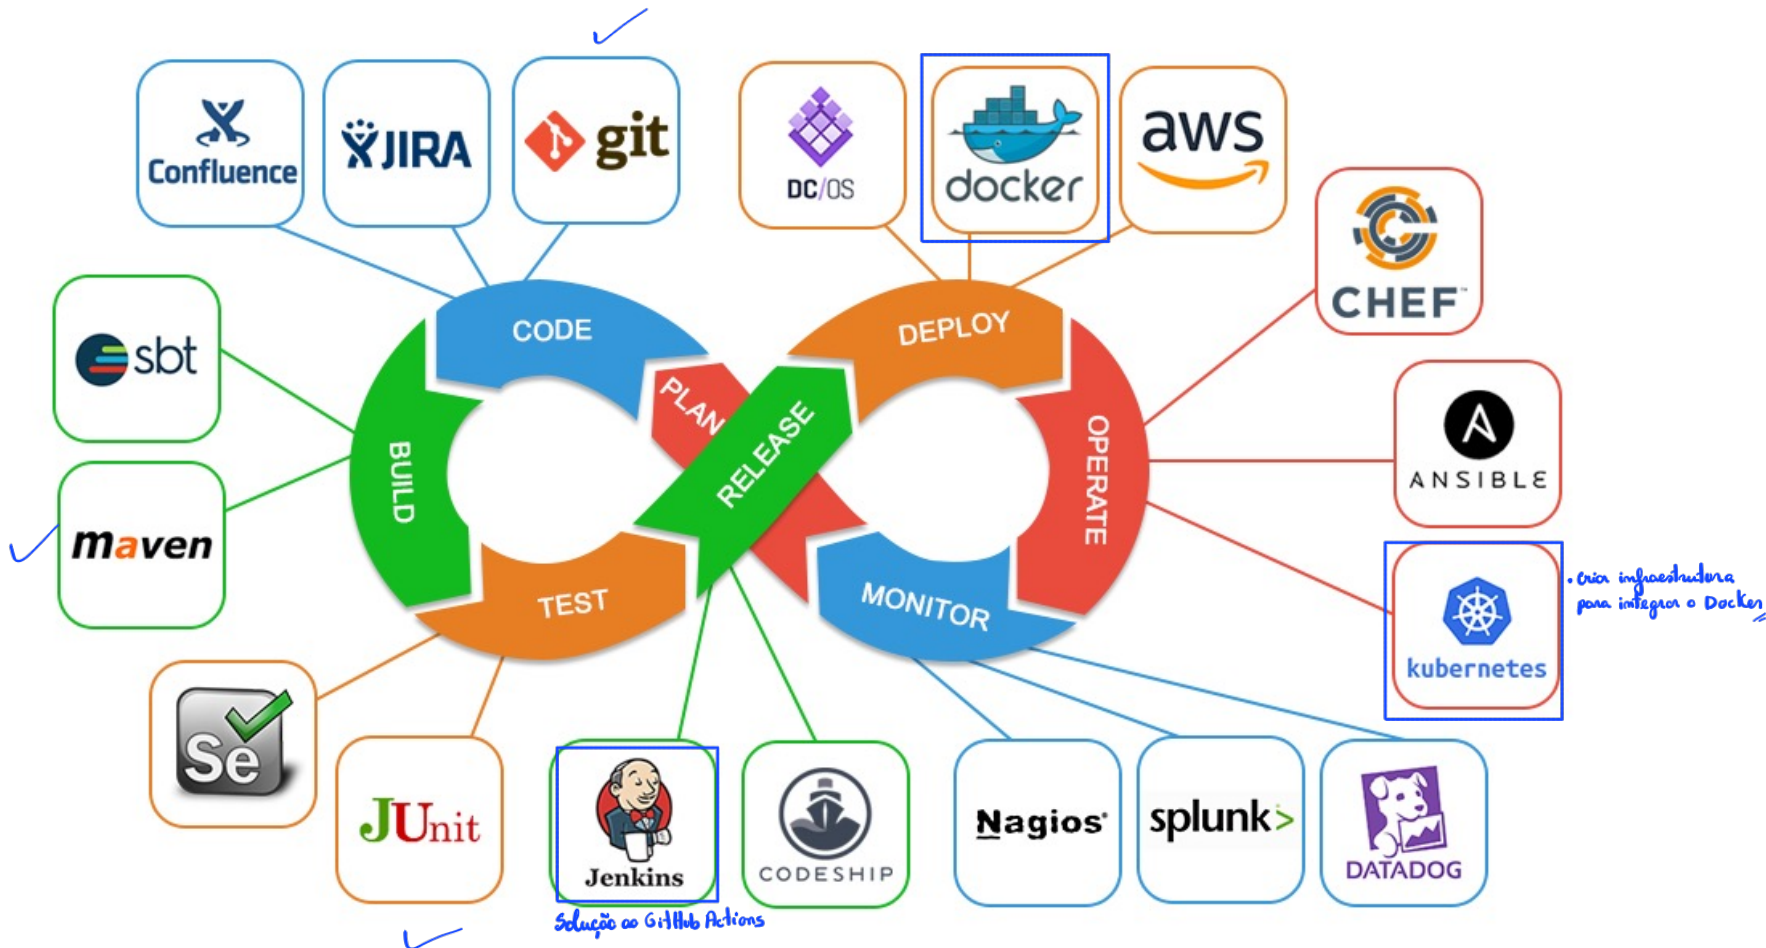 Confluence
JIRA
git
DC/OS
docker
aws
CHEF™
sbt
CODE
DEPLOY
PLAN
RELEASE
OPERATE
BUILD
ANSIBLE
maven
TEST
MONITOR
kubernetes
• cria infraestrutura
para integrar o Docker
Se
JUnit
Jenkins
CODESHIP
Nagios®
splunk>
DATADOG
Solução ao GitHub Actions